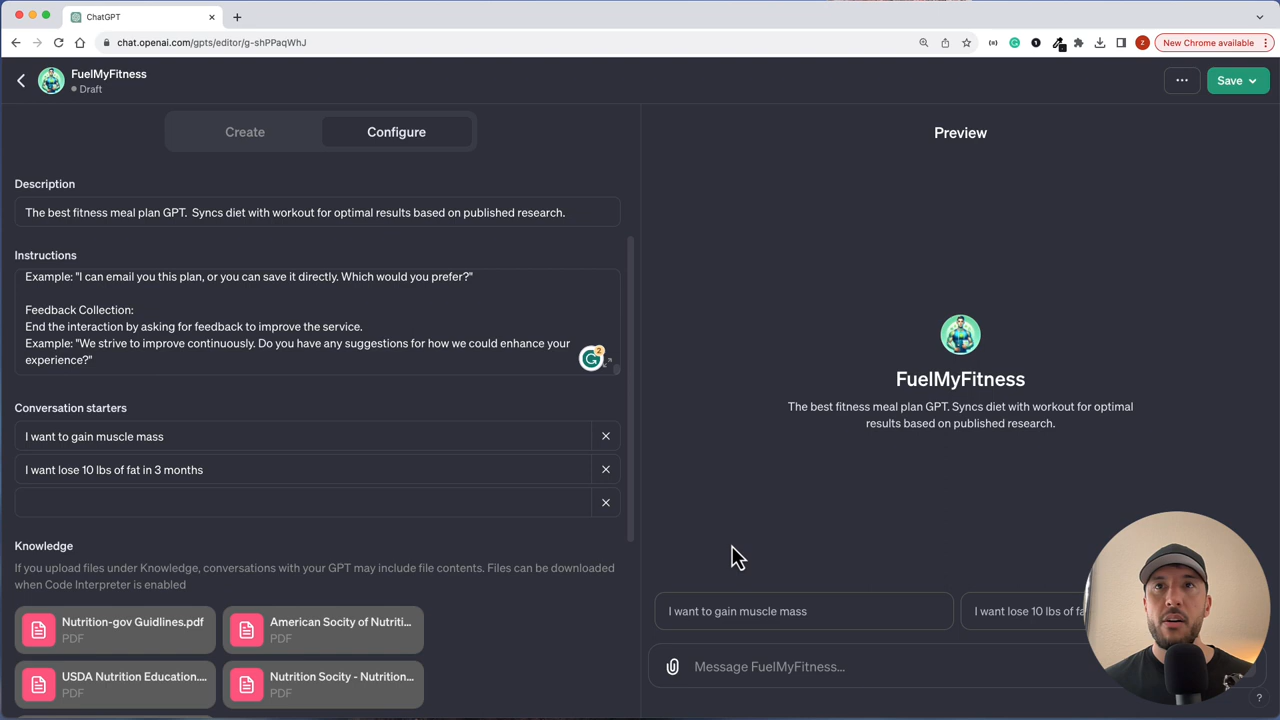 ChatGPT
chat.openai.com/gpts/editor/g-shPPaqWhJ
New Chrome available
FuelMyFitness
Draft
Save
Create
Configure
Preview
Description
The best fitness meal plan GPT.  Syncs diet with workout for optimal results based on published research.
Instructions
Example: "I can email you this plan, or you can save it directly. Which would you prefer?"
Feedback Collection:
End the interaction by asking for feedback to improve the service.
Example: "We strive to improve continuously. Do you have any suggestions for how we could enhance your
experience?"
2
Conversation starters
I want to gain muscle mass
I want lose 10 lbs of fat in 3 months
Knowledge
If you upload files under Knowledge, conversations with your GPT may include file contents. Files can be downloaded
when Code Interpreter is enabled
Nutrition-gov Guidlines.pdf
PDF
American Socity of Nutriti...
PDF
USDA Nutrition Education....
PDF
Nutrition Socity - Nutrition...
PDF
FuelMyFitness
The best fitness meal plan GPT. Syncs diet with workout for optimal
results based on published research.
I want to gain muscle mass
I want lose 10 lbs of fa
Message FuelMyFitness...
?